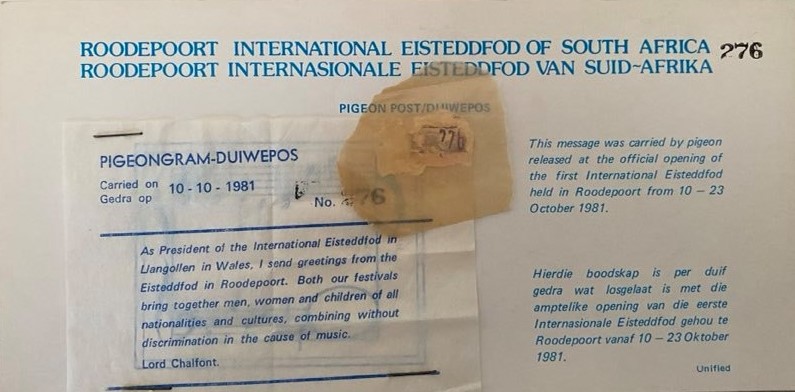 ROODEPOORT INTERNATIONAL EISTEDDFOD OF SOUTH AFRICA 276
ROODEPOORT INTERNASIONALE EISTEDDFOD VAN SUID~AFRIKA
PIGEON POST/DUIWEPOS
276
PIGEONGRAM-DUIWEPOS
Carried on 10-10-1981
Gedra op
No. 276
As President of the International Eisteddfod in
Llangollen in Wales, I send greetings from the
Eisteddfod in Roodepoort. Both our festivals
bring together men, women and children of all
nationalities and cultures, combining without
discrimination in the cause of music.
Lord Chalfont.
This message was carried by pigeon
released at the official opening of
the first International Eisteddfod
held in Roodepoort from 10 – 23
October 1981.
Hierdie boodskap is per duif
gedra wat losgelaat is met die
amptelike opening van die eerste
Internasionale Eisteddfod gehou te
Roodepoort vanaf 10 – 23 Oktober
1981.
Unified